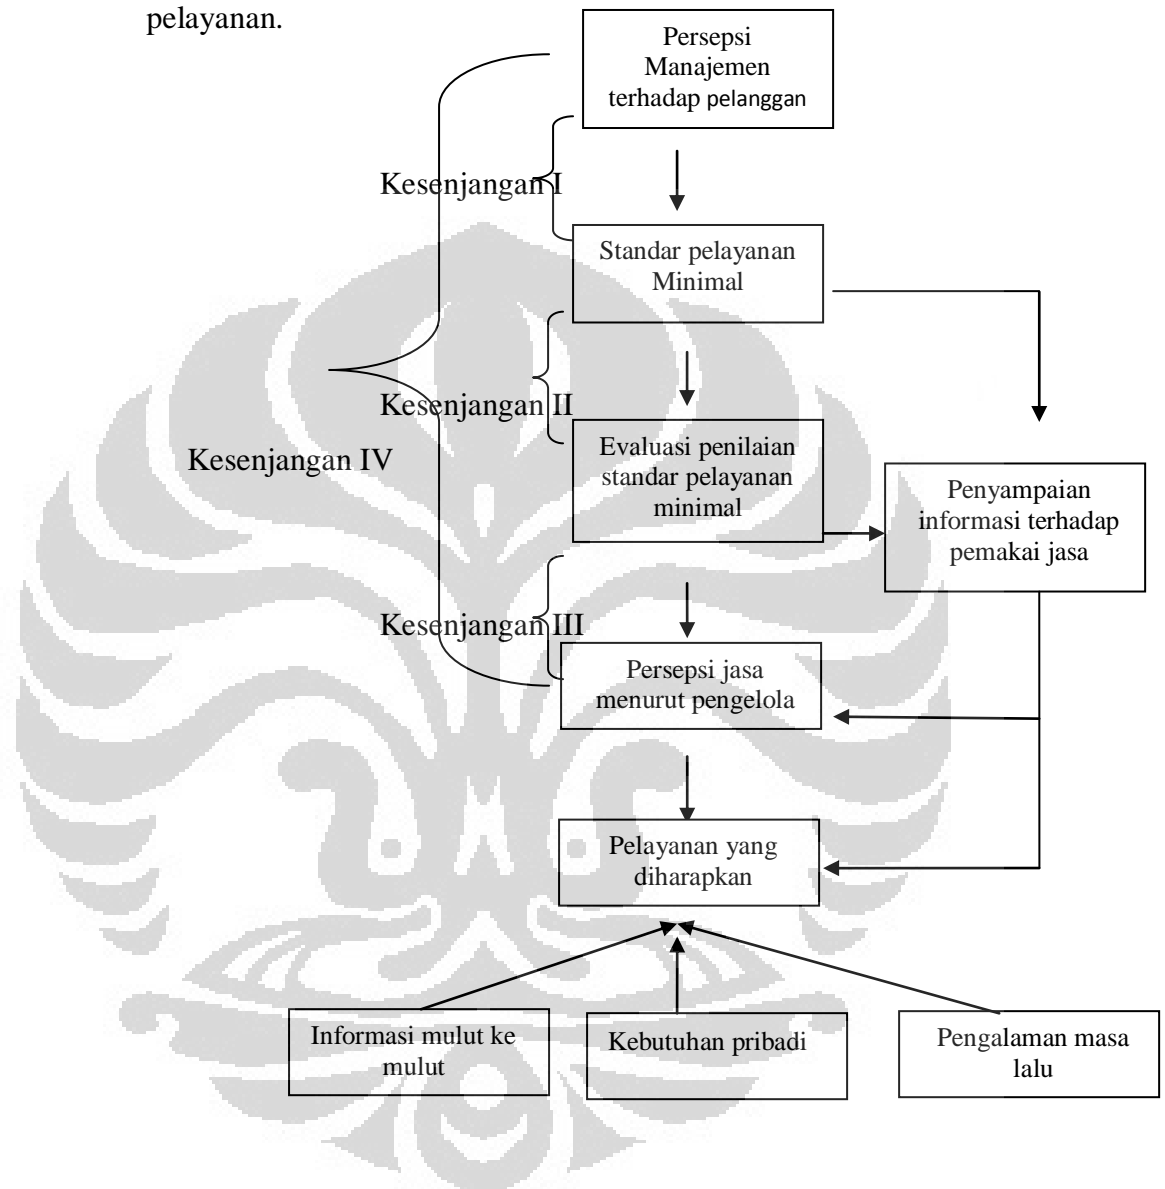 pelayanan.
Persepsi
Manajemen
terhadap pelanggan
Kesenjangan I
Standar pelayanan
Minimal
Kesenjangan II
Kesenjangan IV
Evaluasi penilaian
standar pelayanan
minimal
Penyampaian
informasi terhadap
pemakai jasa
Kesenjangan III
Persepsi jasa
menurut pengelola
Pelayanan yang
diharapkan
Informasi mulut ke
mulut
Kebutuhan pribadi
Pengalaman masa
lalu